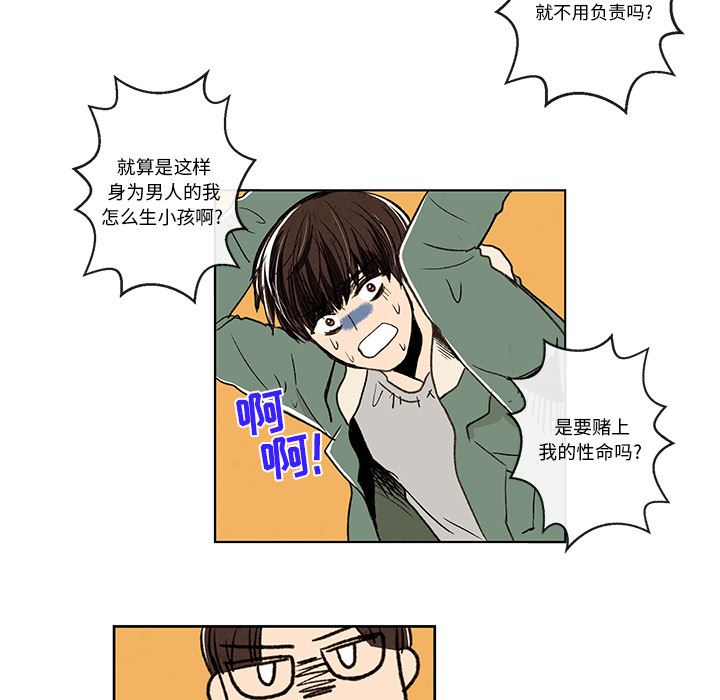 就不用负责吗?
就算是这样
身为男人的我
怎么生小孩啊?
啊
啊!
是要赌上
我的性命吗?